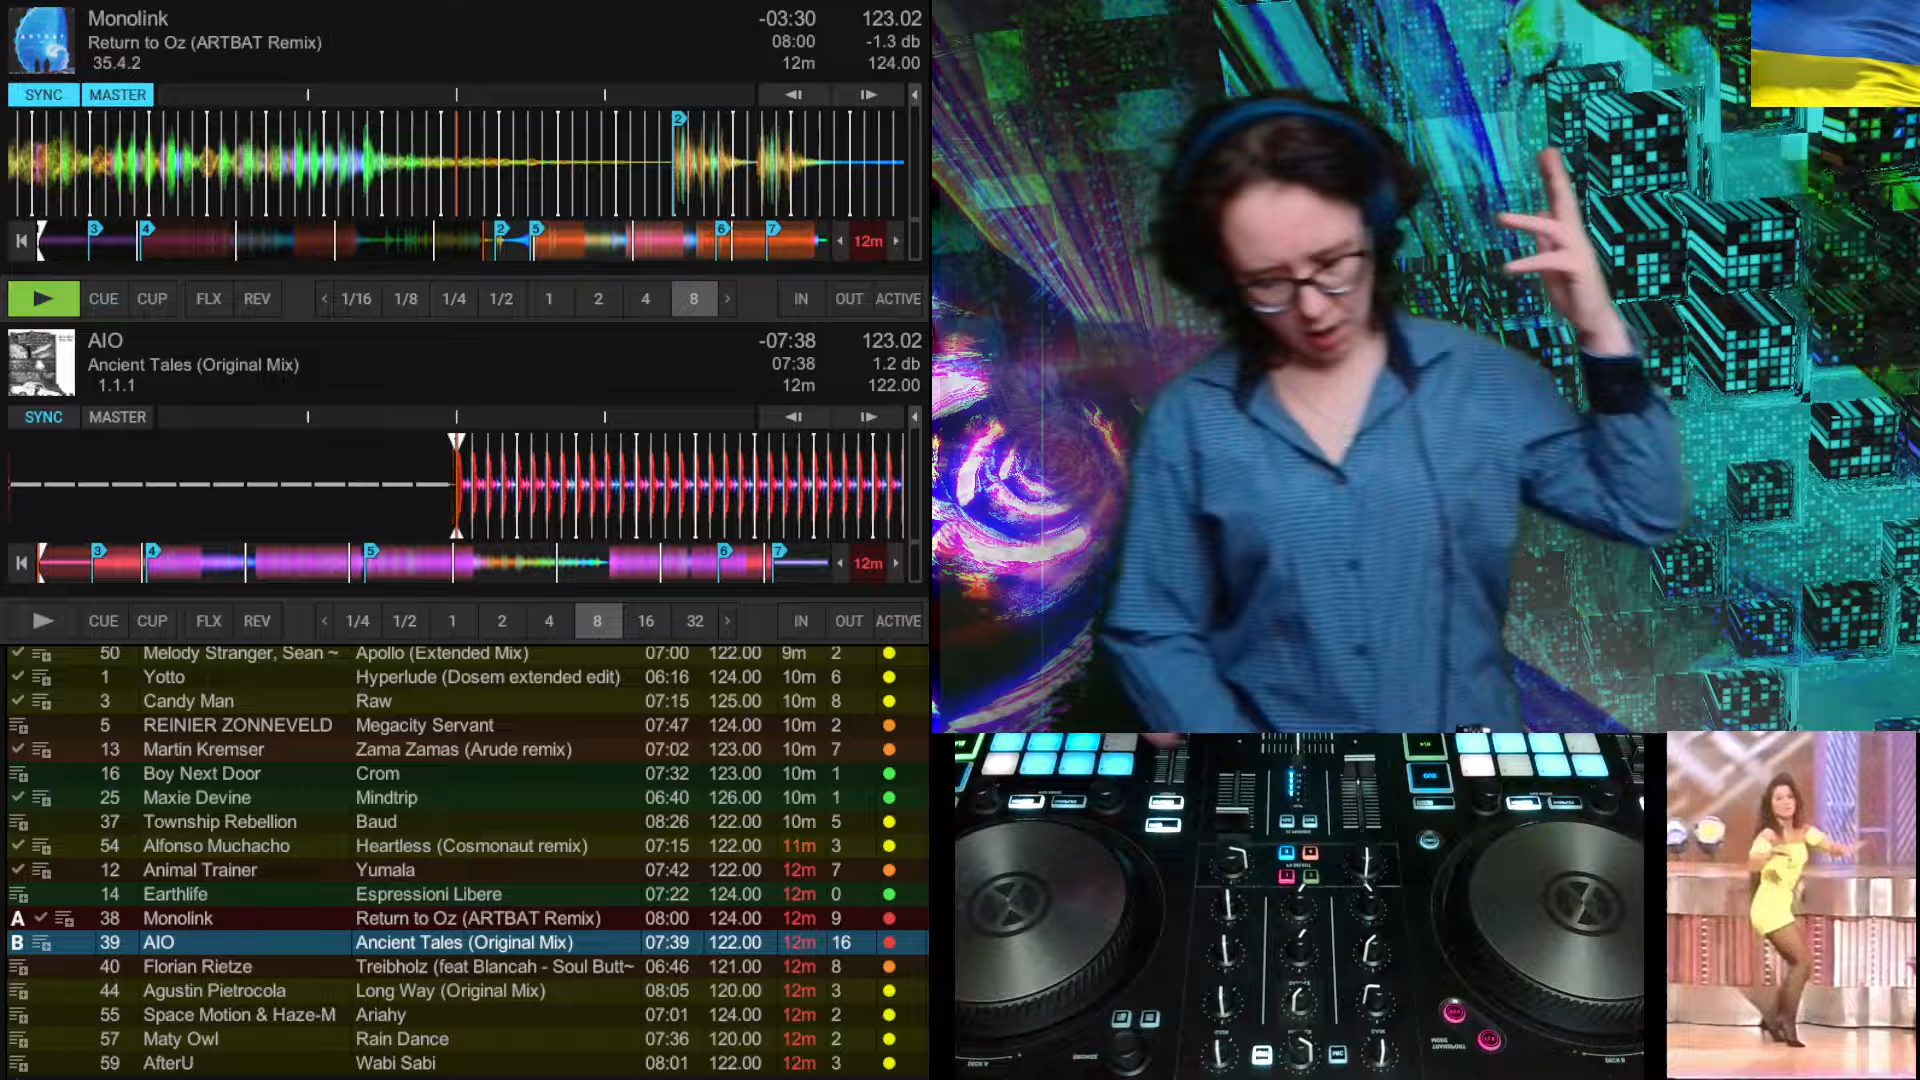 Monolink -03:30 123.02
Return to Oz (ARTBAT Remix) 08:00 -1.3 db
35.4.2 12m 124.00
ARTBAT
SYNC MASTER
2
3 4 2 5 6 7 12m
CUE CUP FLX REV 1/16 1/8 1/4 1/2 1 2 4 8 IN OUT ACTIVE
AIO -07:38 123.02
Ancient Tales (Original Mix) 07:38 1.2 db
1.1.1 12m 122.00
SYNC MASTER
3 4 5 6 7 12m
CUE CUP FLX REV 1/4 1/2 1 2 4 8 16 32 IN OUT ACTIVE
50 Melody Stranger, Sean ~ Apollo (Extended Mix) 07:00 122.00 9m 2
1 Yotto Hyperlude (Dosem extended edit) 06:16 124.00 10m 6
3 Candy Man Raw 07:15 125.00 10m 8
5 REINIER ZONNEVELD Megacity Servant 07:47 124.00 10m 2
13 Martin Kremser Zama Zamas (Arude remix) 07:02 123.00 10m 7
16 Boy Next Door Crom 07:32 123.00 10m 1
25 Maxie Devine Mindtrip 06:40 126.00 10m 1
37 Township Rebellion Baud 08:26 122.00 10m 5
54 Alfonso Muchacho Heartless (Cosmonaut remix) 07:15 122.00 11m 3
12 Animal Trainer Yumala 07:42 122.00 12m 7
14 Earthlife Espressioni Libere 07:22 124.00 12m 0
A 38 Monolink Return to Oz (ARTBAT Remix) 08:00 124.00 12m 9
B 39 AIO Ancient Tales (Original Mix) 07:39 122.00 12m 16
40 Florian Rietze Treibholz (feat Blancah - Soul Butt~ 06:46 121.00 12m 8
44 Agustin Pietrocola Long Way (Original Mix) 08:05 120.00 12m 3
55 Space Motion & Haze-M Ariahy 07:01 124.00 12m 2
57 Maty Owl Rain Dance 07:36 120.00 12m 2
59 AfterU Wabi Sabi 08:01 122.00 12m 3